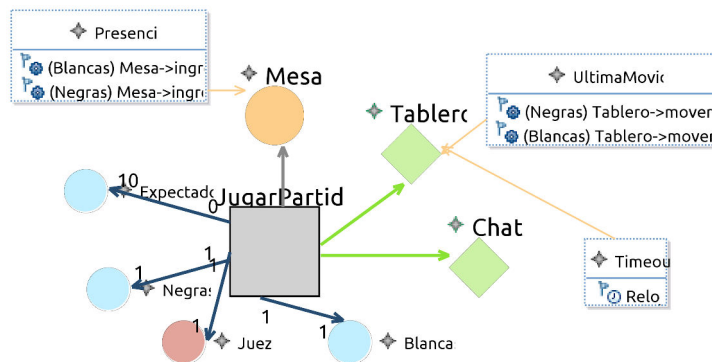 Presenci
(Blancas) Mesa->ingr
(Negras) Mesa->ingr
Mesa
UltimaMovic
(Negras) Tablero->mover
(Blancas) Tablero->mover
Tablero
Expectado
JugarPartid
10
0
Chat
1
1
1
Negras
Timeou
Relo
1
1
1
Juez
Blanca